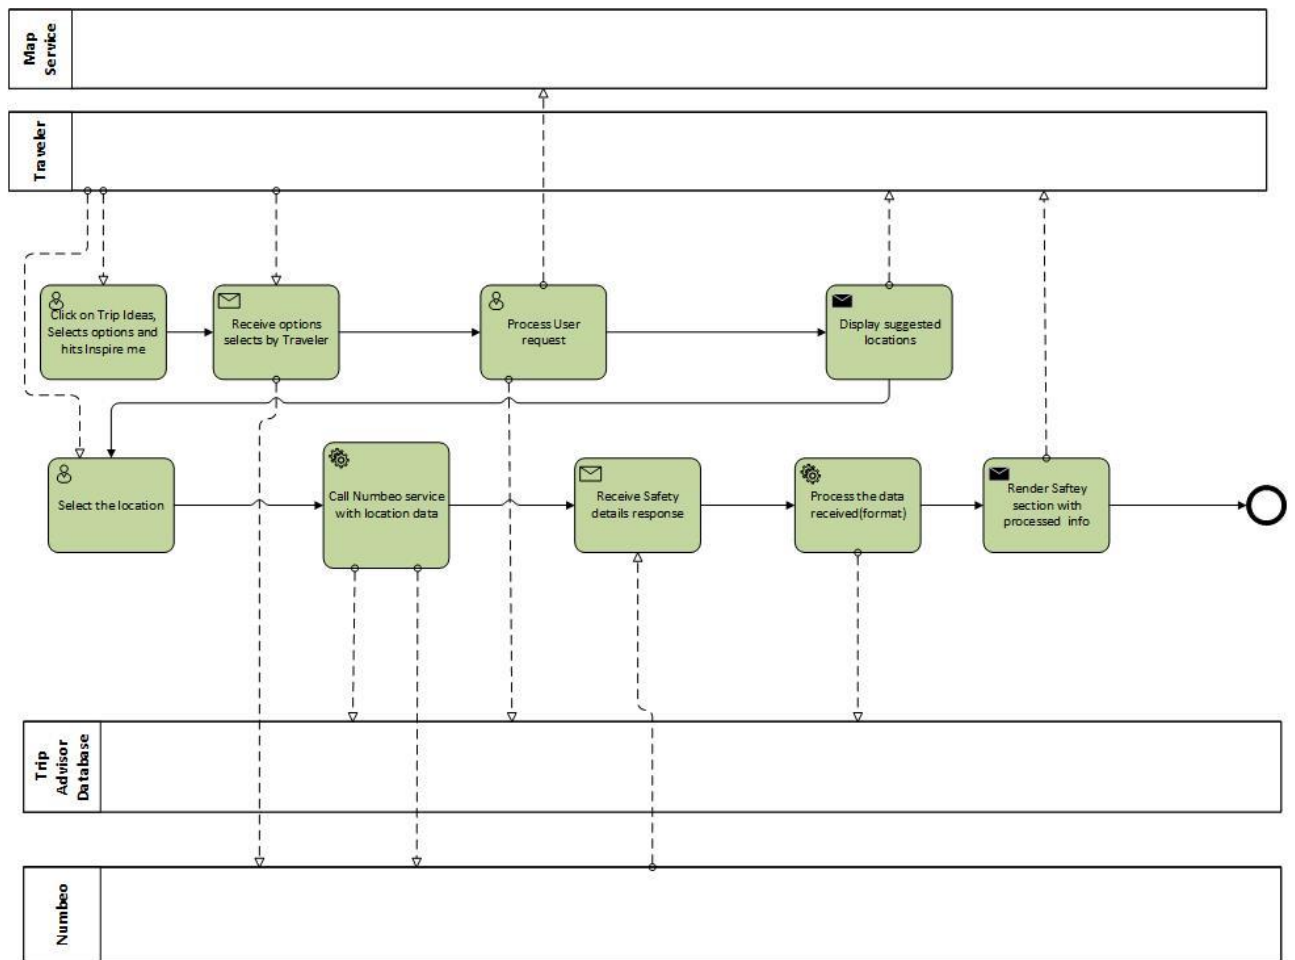 Map
Service
Traveler
Click on Trip Ideas,
Selects options and
hits Inspire me
Receive options
selects by Traveler
Process User
request
Display suggested
locations
Select the location
Call Numbeo service
with location data
Receive Safety
details response
Process the data
received(format)
Render Saftey
section with
processed info
Trip
Advisor
Database
Numbeo